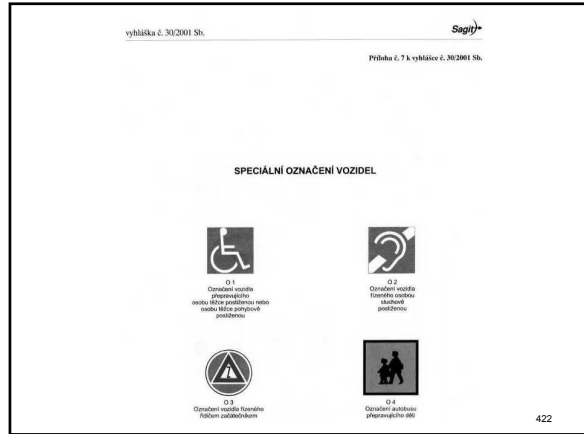 vyhláška č. 30/2001 Sb.
Sagit
Příloha č. 7 k vyhlášce č. 30/2001 Sb.
SPECIÁLNÍ OZNAČENÍ VOZIDEL
O 1
Označení vozidla
přepravujícího
osobu těžce postiženou nebo
osobu těžce pohybově
postiženou
O 2
Označení vozidla
řízeného osobou
sluchově
postiženou
O 3
Označení vozidla řízeného
řidičem začátečníkem
O 4
Označení autobusu
přepravujícího děti
422